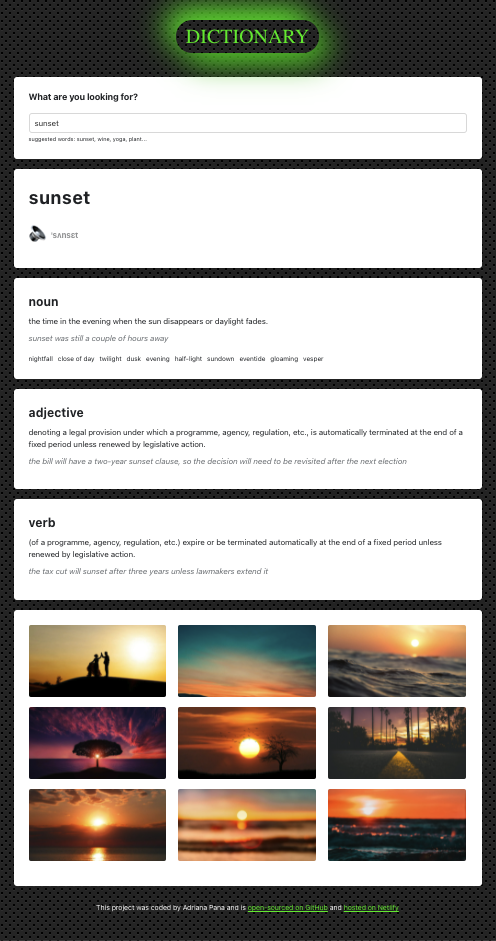 DICTIONARY
What are you looking for?
sunset
suggested words: sunset, wine, yoga, plant...
sunset
'sʌnsɛt
noun
the time in the evening when the sun disappears or daylight fades.
sunset was still a couple of hours away
nightfall close of day twilight dusk evening half-light sundown eventide gloaming vesper
adjective
denoting a legal provision under which a programme, agency, regulation, etc., is automatically terminated at the end of a
fixed period unless renewed by legislative action.
the bill will have a two-year sunset clause, so the decision will need to be revisited after the next election
verb
(of a programme, agency, regulation, etc.) expire or be terminated automatically at the end of a fixed period unless
renewed by legislative action.
the tax cut will sunset after three years unless lawmakers extend it
This project was coded by Adriana Pana and is open-sourced on GitHub and hosted on Netlify